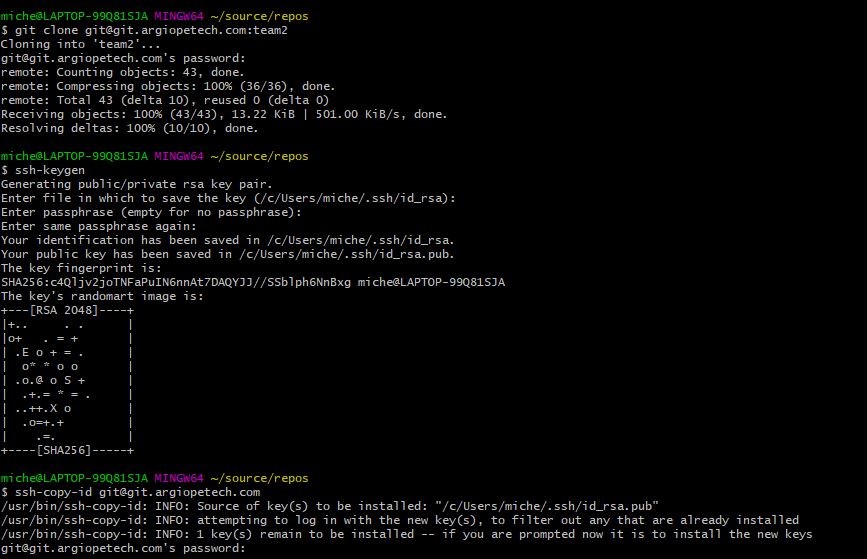 miche@LAPTOP-99Q81SJA MINGW64 ~/source/repos
$ git clone git@git.argiopetech.com:team2
Cloning into 'team2'...
git@git.argiopetech.com's password:
remote: Counting objects: 43, done.
remote: Compressing objects: 100% (36/36), done.
remote: Total 43 (delta 10), reused 0 (delta 0)
Receiving objects: 100% (43/43), 13.22 KiB | 501.00 KiB/s, done.
Resolving deltas: 100% (10/10), done.
miche@LAPTOP-99Q81SJA MINGW64 ~/source/repos
$ ssh-keygen
Generating public/private rsa key pair.
Enter file in which to save the key (/c/Users/miche/.ssh/id_rsa):
Enter passphrase (empty for no passphrase):
Enter same passphrase again:
Your identification has been saved in /c/Users/miche/.ssh/id_rsa.
Your public key has been saved in /c/Users/miche/.ssh/id_rsa.pub.
The key fingerprint is:
SHA256:c4Qljv2joTNFaPuIN6nnAt7DAQYJJ//SSblph6NnBxg miche@LAPTOP-99Q81SJA
The key's randomart image is:
+---[RSA 2048]----+
|+..     . .      |
|o+   . = +       |
| .E o + = .      |
|  o* * o o       |
| .o.@ o S +      |
|  .+.= * = .     |
| ..++.X o        |
|  .o=+.+         |
|    .=.          |
+----[SHA256]-----+
miche@LAPTOP-99Q81SJA MINGW64 ~/source/repos
$ ssh-copy-id git@git.argiopetech.com
/usr/bin/ssh-copy-id: INFO: Source of key(s) to be installed: "/c/Users/miche/.ssh/id_rsa.pub"
/usr/bin/ssh-copy-id: INFO: attempting to log in with the new key(s), to filter out any that are already installed
/usr/bin/ssh-copy-id: INFO: 1 key(s) remain to be installed -- if you are prompted now it is to install the new keys
git@git.argiopetech.com's password: